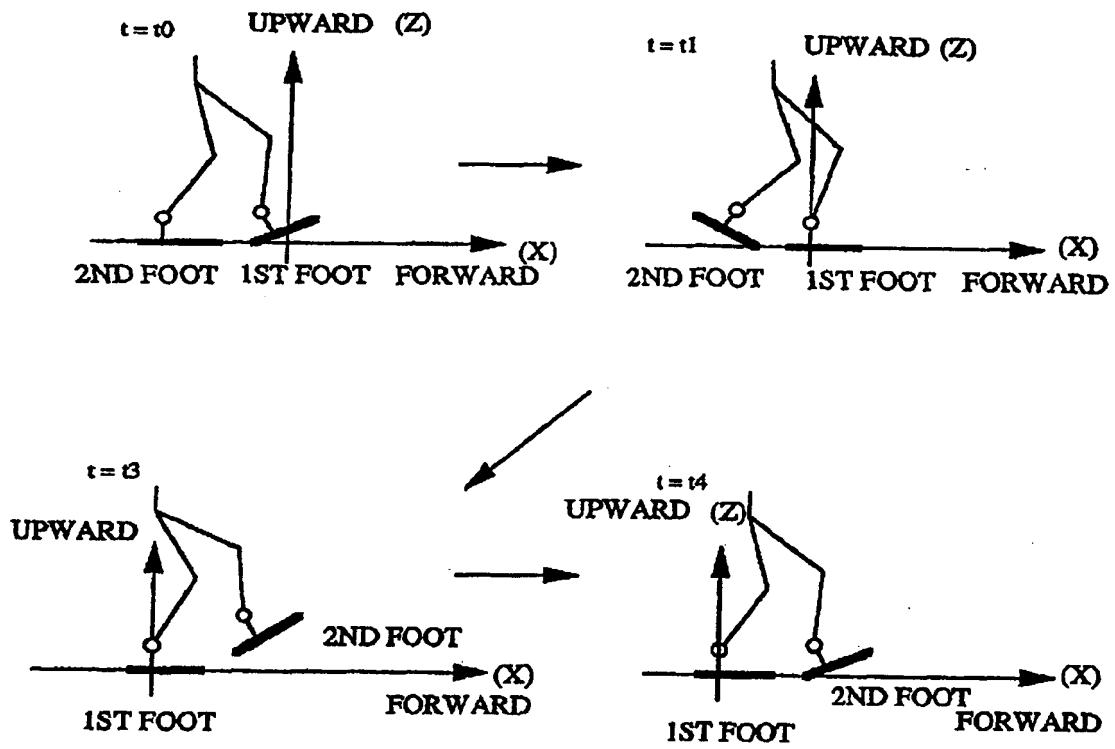 t = t0
UPWARD (Z)
(X)
2ND FOOT 1ST FOOT FORWARD
t = t1
UPWARD (Z)
(X)
2ND FOOT 1ST FOOT FORWARD
t = t3
UPWARD
2ND FOOT
(X)
FORWARD
1ST FOOT
t = t4
UPWARD (Z)
(X)
2ND FOOT
FORWARD
1ST FOOT